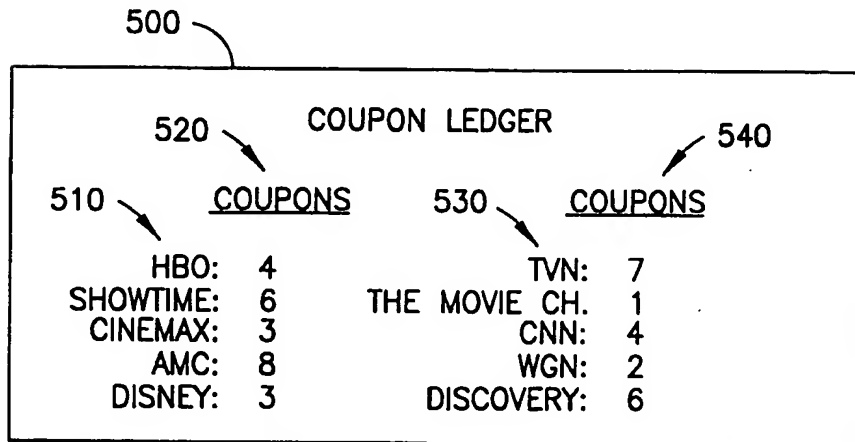 500
COUPON LEDGER
520
540
COUPONS
COUPONS
510
530
HBO: 4
SHOWTIME: 6
CINEMAX: 3
AMC: 8
DISNEY: 3
TVN: 7
THE MOVIE CH. 1
CNN: 4
WGN: 2
DISCOVERY: 6